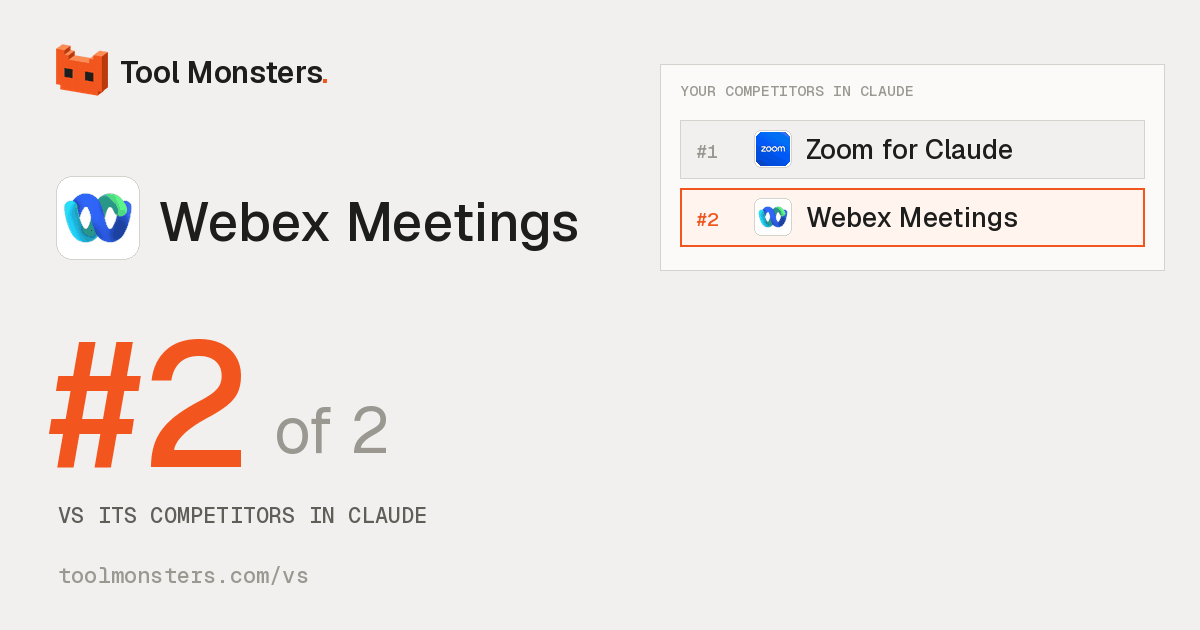 Tool Monsters.
Webex Meetings
#2 of 2
VS ITS COMPETITORS IN CLAUDE
toolmonsters.com/vs
YOUR COMPETITORS IN CLAUDE
#1 zoom Zoom for Claude
#2 Webex Meetings